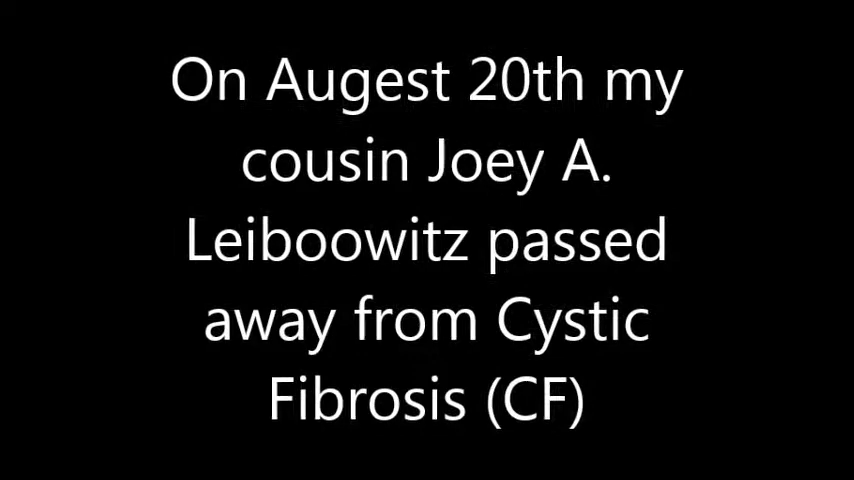 On Augest 20th my
cousin Joey A.
Leiboowitz passed
away from Cystic
Fibrosis (CF)